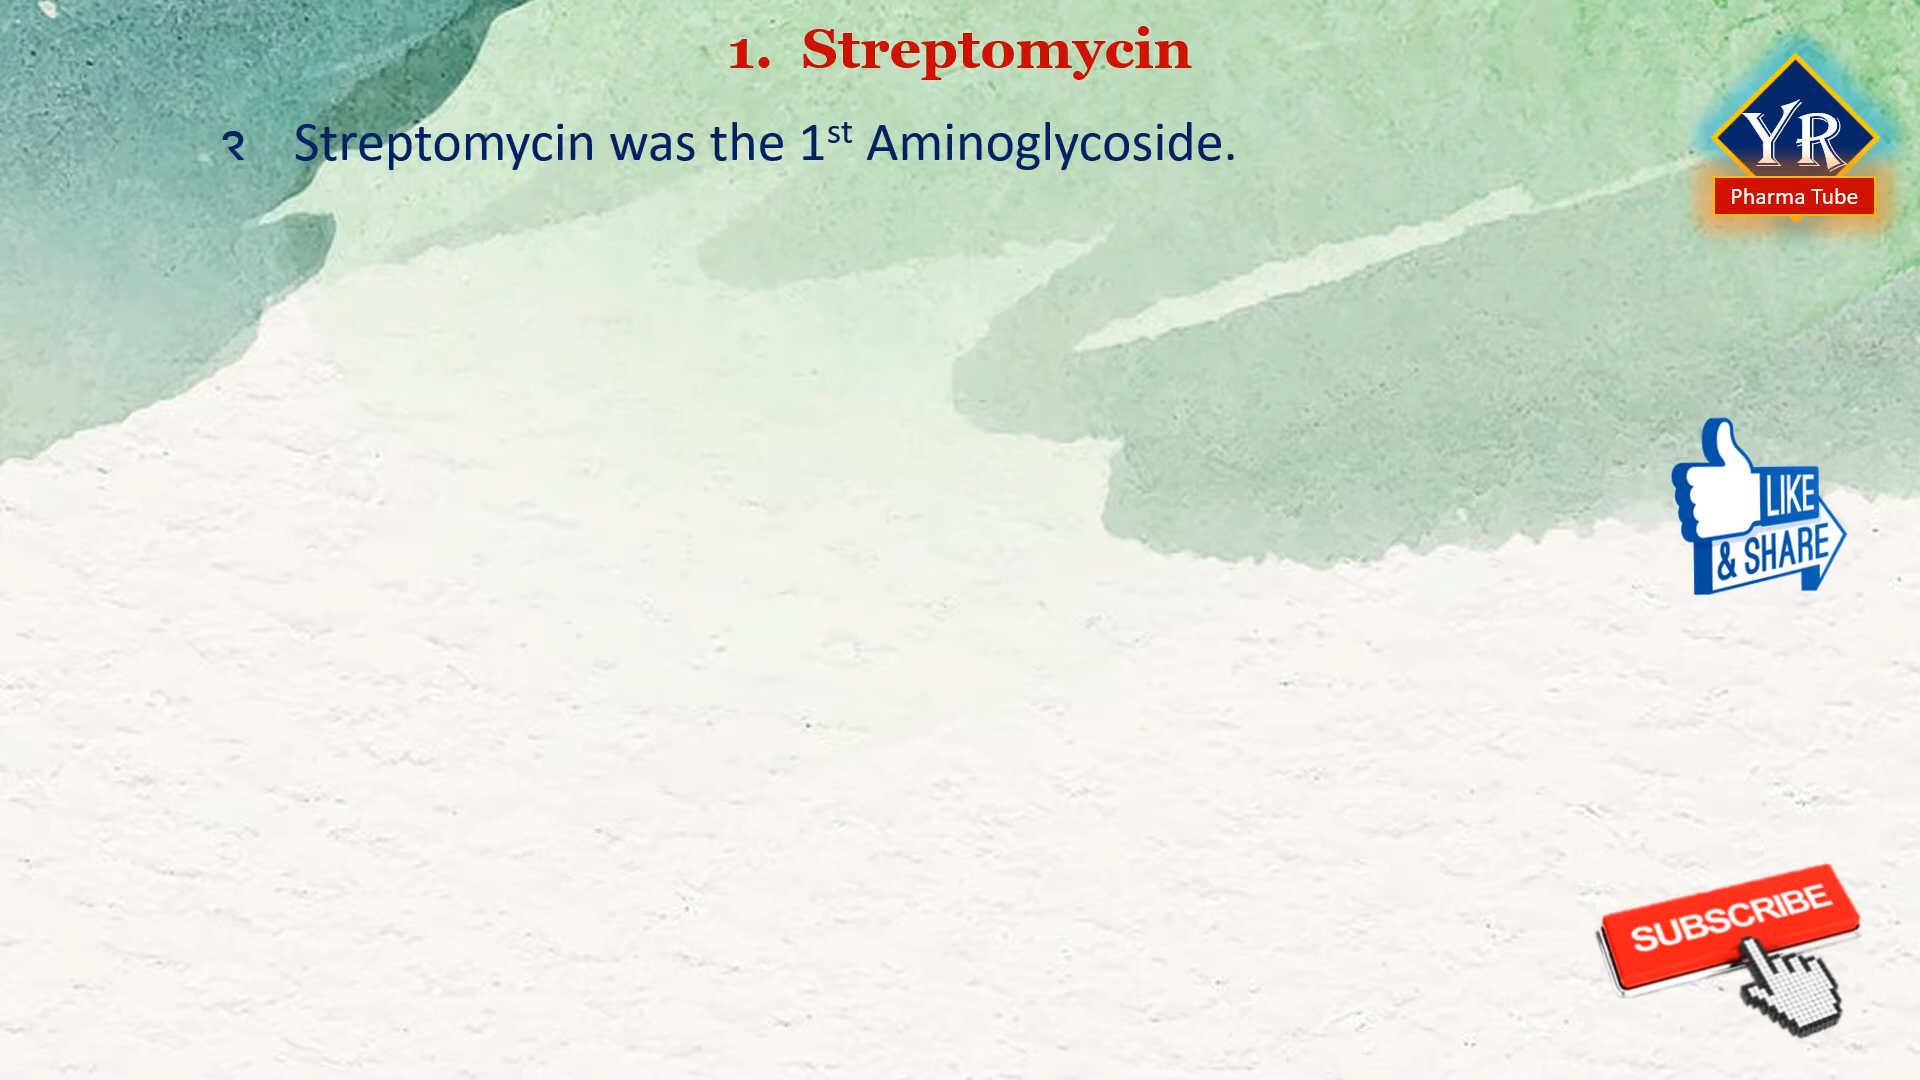 1. Streptomycin
Streptomycin was the 1st Aminoglycoside.
YR
Pharma Tube
LIKE
& SHARE
SUBSCRIBE